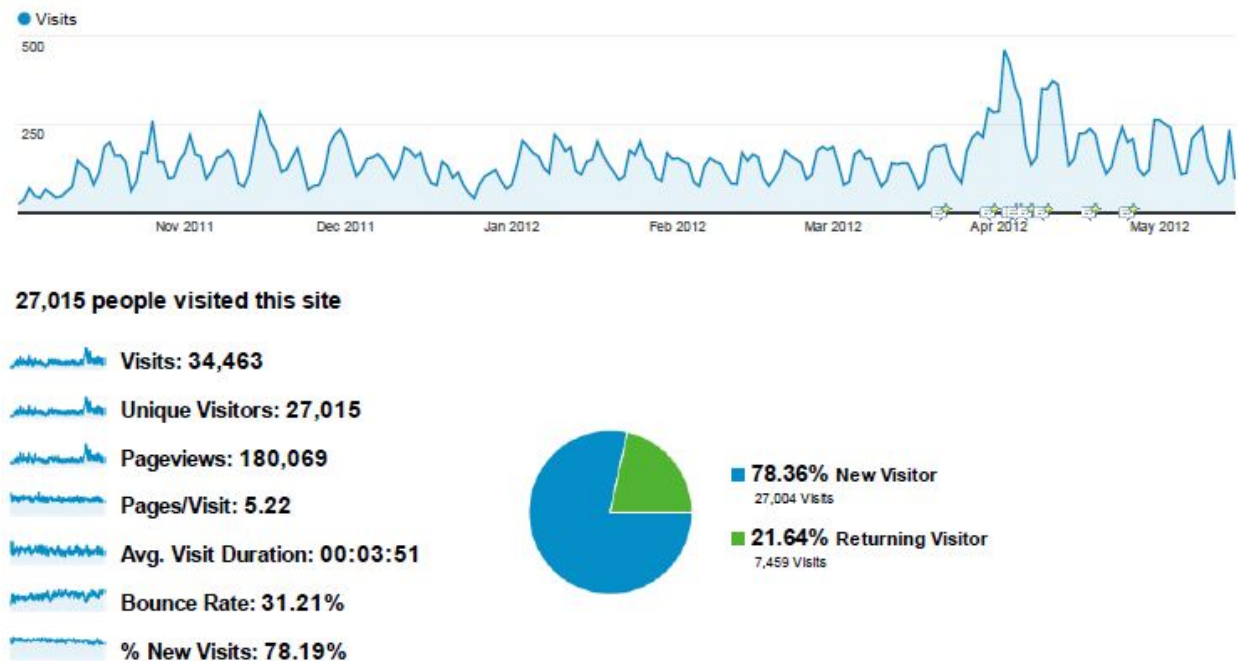 Visits
500
250
Nov 2011 Dec 2011 Jan 2012 Feb 2012 Mar 2012 Apr 2012 May 2012
27,015 people visited this site
Visits: 34,463
Unique Visitors: 27,015
Pageviews: 180,069
Pages/Visit: 5.22
Avg. Visit Duration: 00:03:51
Bounce Rate: 31.21%
% New Visits: 78.19%
78.36% New Visitor
27,004 Visits
21.64% Returning Visitor
7,459 Visits